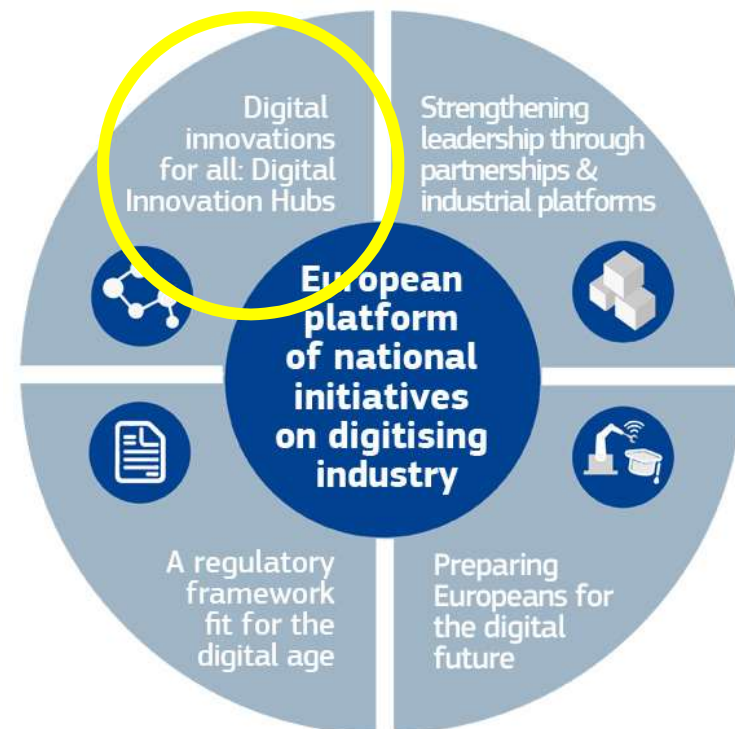 Digital
innovations
for all: Digital
Innovation Hubs
Strengthening
leadership through
partnerships &
industrial platforms
European
platform
of national
initiatives
on digitising
industry
A regulatory
framework
fit for the
digital age
Preparing
Europeans for
the digital
future